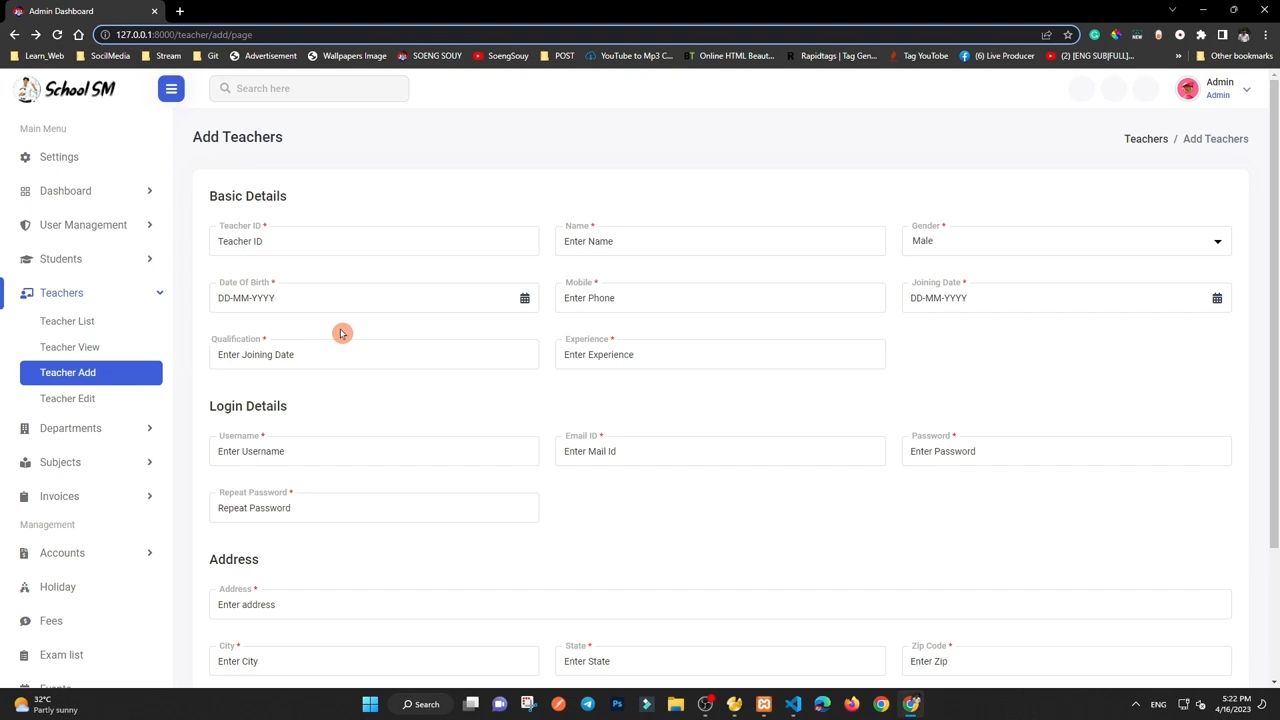 Admin Dashboard
127.0.0.1:8000/teacher/add/page
Learn_Web
SocilMedia
Stream
Git
Advertisement
Wallpapers Image
SOENG SOUY
SoengSouy
POST
YouTube to Mp3 C...
Online HTML Beaut...
Rapidtags | Tag Gen...
Tag YouTube
(6) Live Producer
[ENG SUB[FULL]...
Other bookmarks
School SM
Search here
Admin
Admin
Main Menu
Settings
Dashboard
User Management
Students
Teachers
Teacher List
Teacher View
Teacher Add
Teacher Edit
Departments
Subjects
Invoices
Management
Accounts
Holiday
Fees
Exam list
Events
Add Teachers
Teachers / Add Teachers
Basic Details
Teacher ID *
Teacher ID
Name *
Enter Name
Gender *
Male
Date Of Birth *
DD-MM-YYYY
Mobile *
Enter Phone
Joining Date *
DD-MM-YYYY
Qualification *
Enter Joining Date
Experience *
Enter Experience
Login Details
Username *
Enter Username
Email ID *
Enter Mail Id
Password *
Enter Password
Repeat Password *
Repeat Password
Address
Address *
Enter address
City *
Enter City
State *
Enter State
Zip Code *
Enter Zip
32°C
Partly sunny
Search
ENG
5:22 PM
4/16/2023